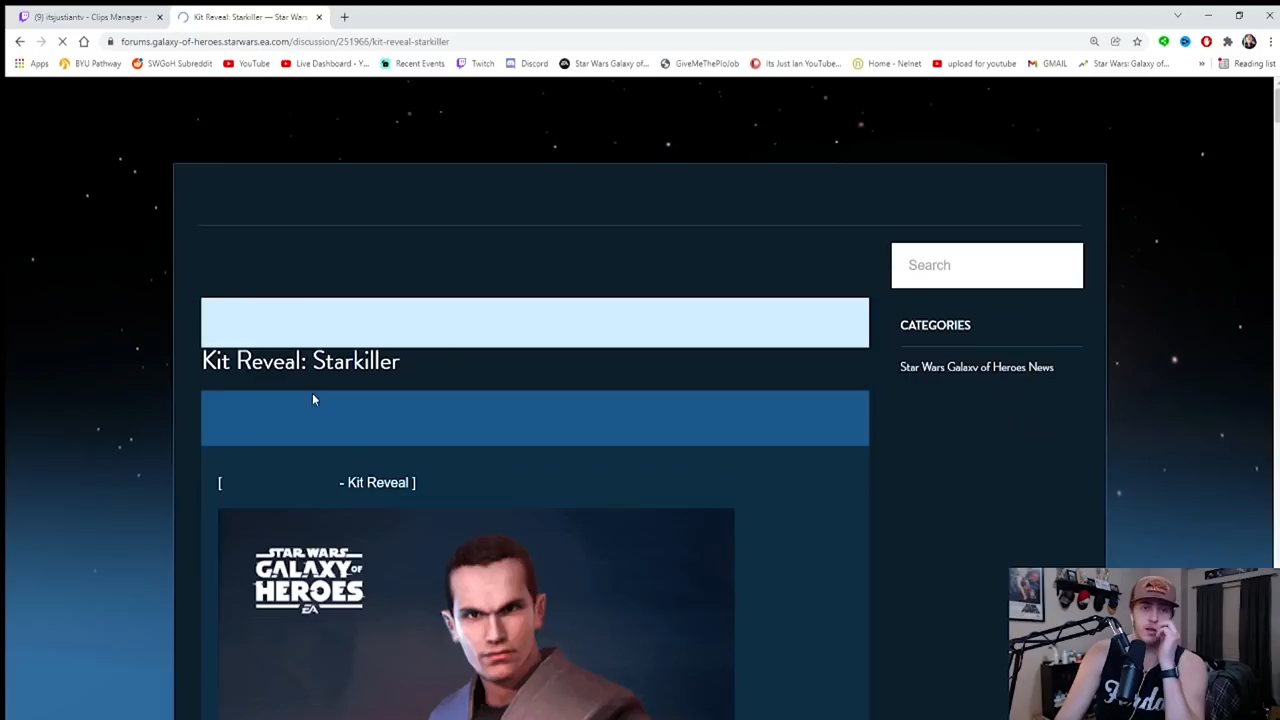 (9) itsjustiantv - Clips Manager -
Kit Reveal: Starkiller — Star Wars
forums.galaxy-of-heroes.starwars.ea.com/discussion/251966/kit-reveal-starkiller
Apps BYU Pathway SWGoH Subreddit YouTube Live Dashboard - Y... Recent Events Twitch Discord Star Wars Galaxy of... GiveMeThePloJob Its Just Ian YouTube... Home - Nelnet upload for youtube GMAIL Star Wars: Galaxy of... » Reading list
Search
CATEGORIES
Kit Reveal: Starkiller
Star Wars Galaxy of Heroes News
[ - Kit Reveal ]
STAR WARS
GALAXY OF
HEROES
EA